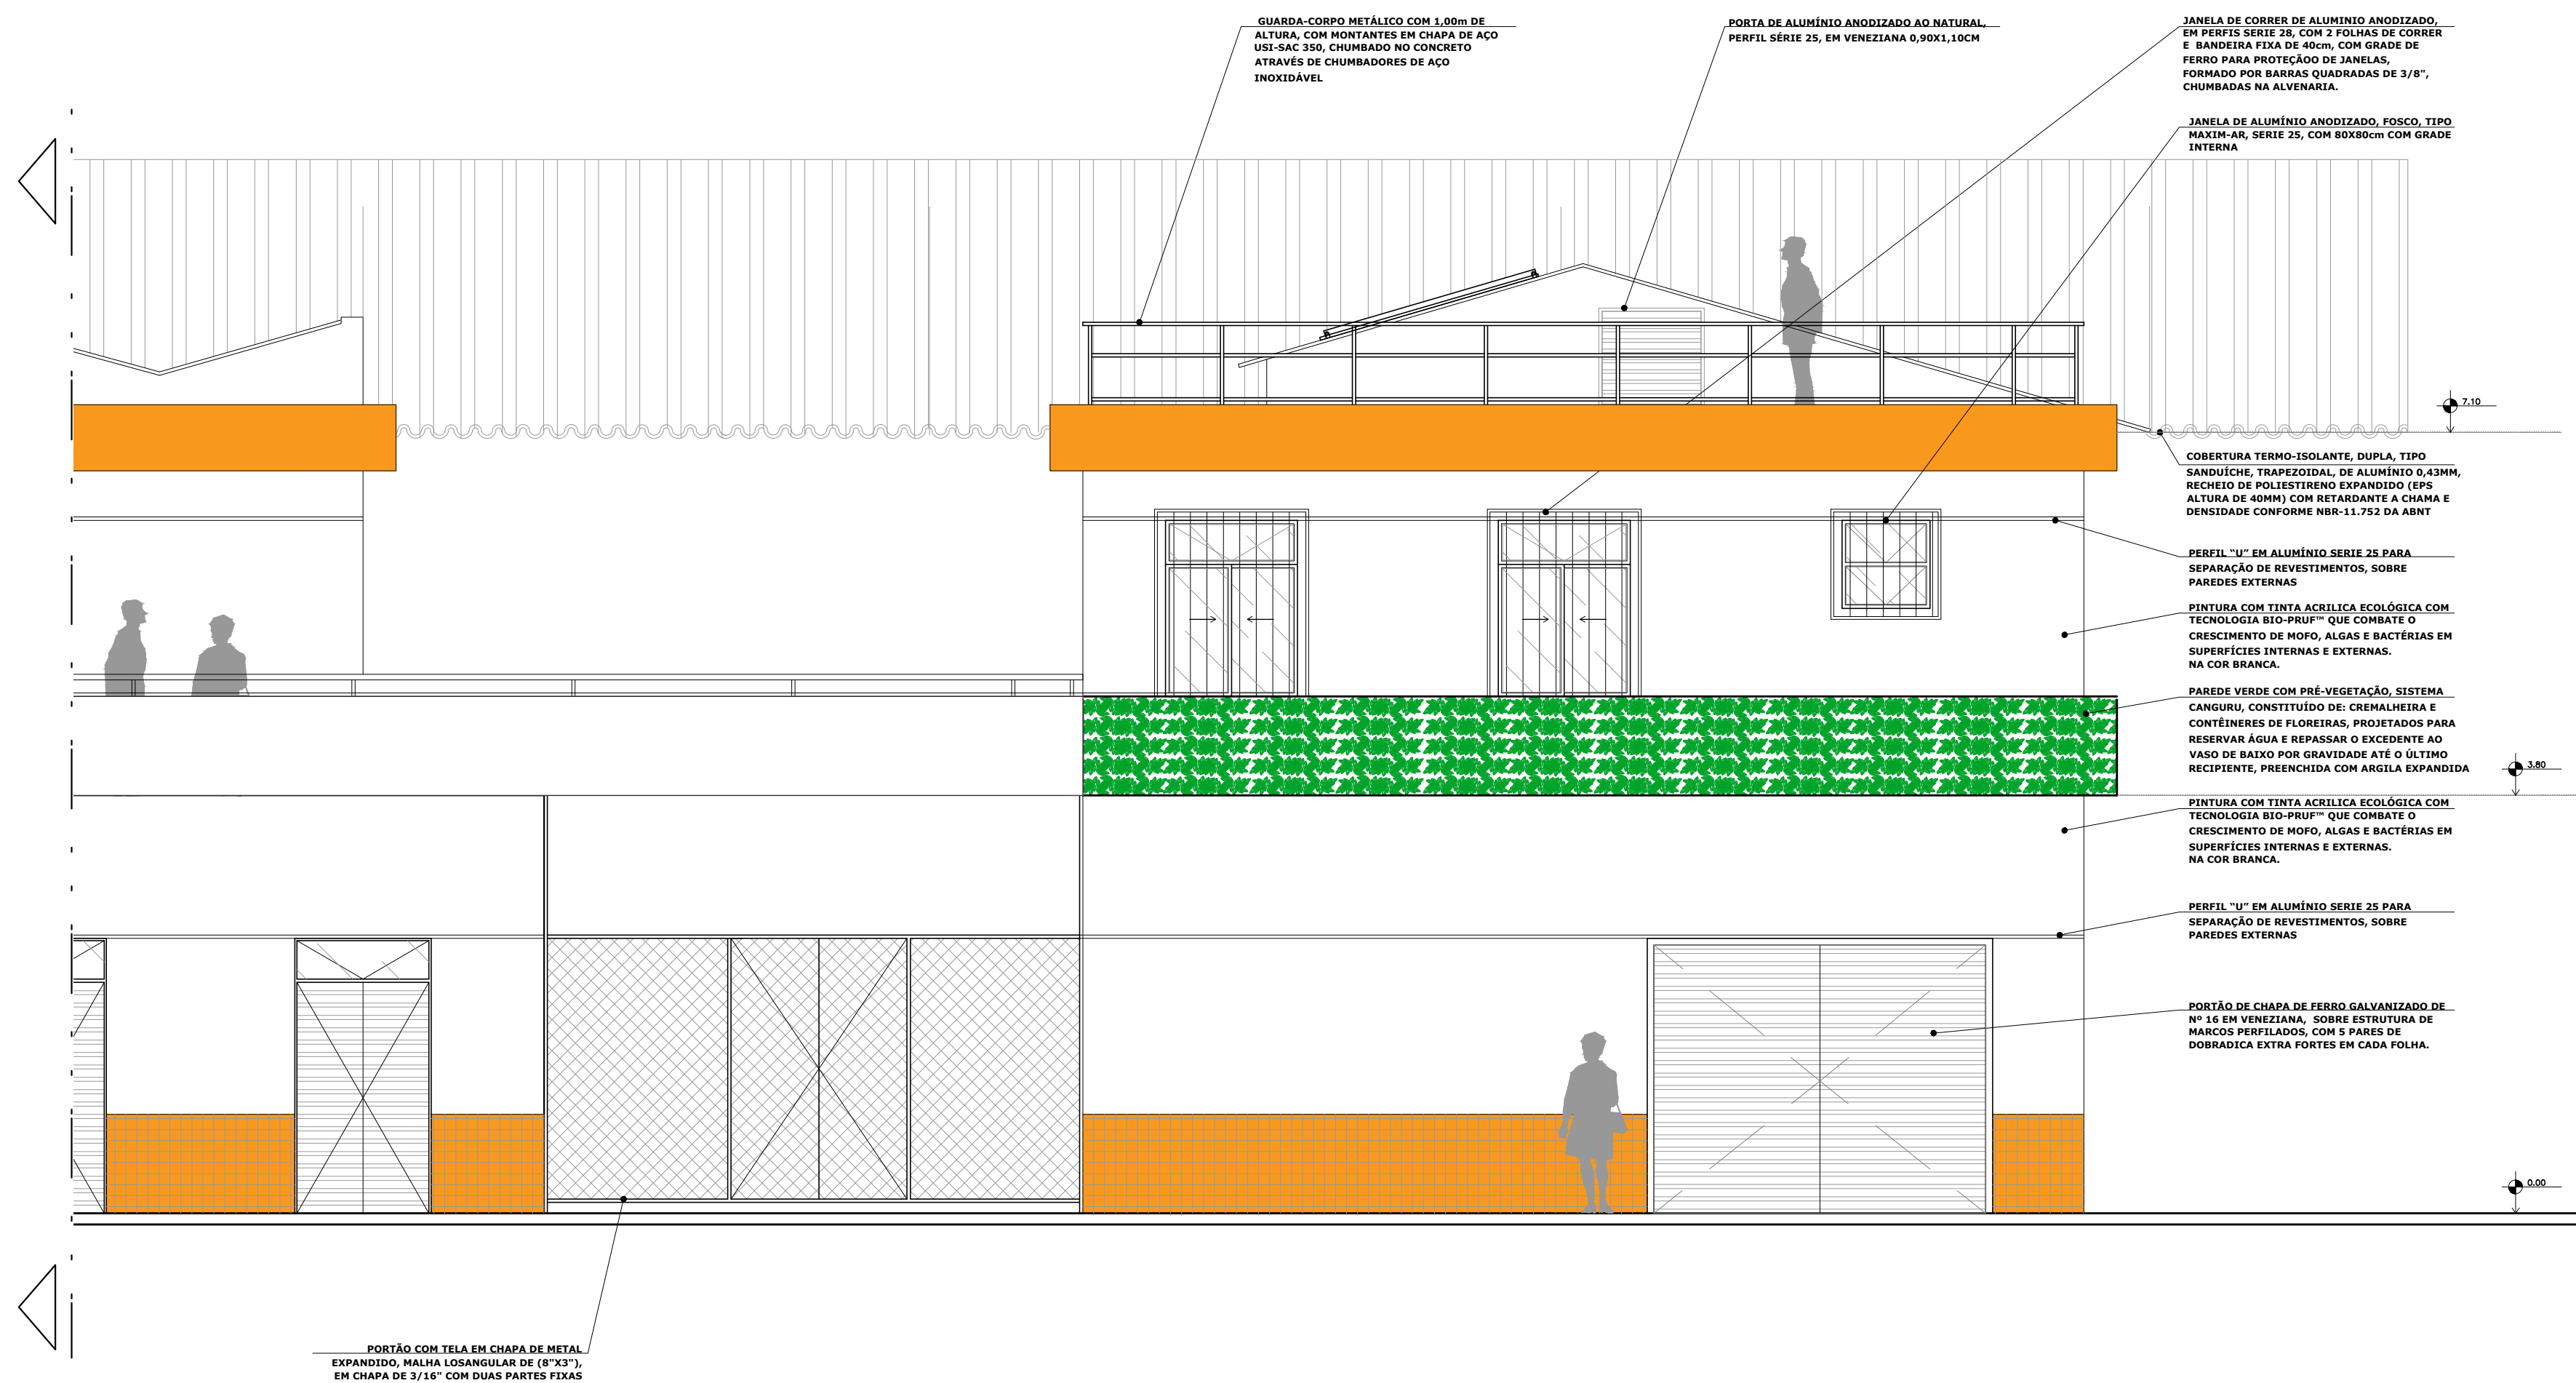 GUARDA-CORPO METÁLICO COM 1,00m DE
ALTURA, COM MONTANTES EM CHAPA DE AÇO
USI-SAC 350, CHUMBADO NO CONCRETO
ATRAVÉS DE CHUMBADORES DE AÇO
INOXIDÁVEL
PORTA DE ALUMÍNIO ANODIZADO AO NATURAL,
PERFIL SÉRIE 25, EM VENEZIANA 0,90X1,10CM
JANELA DE CORRER DE ALUMINIO ANODIZADO,
EM PERFIS SERIE 28, COM 2 FOLHAS DE CORRER
E BANDEIRA FIXA DE 40cm, COM GRADE DE
FERRO PARA PROTEÇÃOO DE JANELAS,
FORMADO POR BARRAS QUADRADAS DE 3/8",
CHUMBADAS NA ALVENARIA.
JANELA DE ALUMÍNIO ANODIZADO, FOSCO, TIPO
MAXIM-AR, SERIE 25, COM 80X80cm COM GRADE
INTERNA
7.10
COBERTURA TERMO-ISOLANTE, DUPLA, TIPO
SANDUÍCHE, TRAPEZOIDAL, DE ALUMÍNIO 0,43MM,
RECHEIO DE POLIESTIRENO EXPANDIDO (EPS
ALTURA DE 40MM) COM RETARDANTE A CHAMA E
DENSIDADE CONFORME NBR-11.752 DA ABNT
PERFIL “U” EM ALUMÍNIO SERIE 25 PARA
SEPARAÇÃO DE REVESTIMENTOS, SOBRE
PAREDES EXTERNAS
PINTURA COM TINTA ACRILICA ECOLÓGICA COM
TECNOLOGIA BIO-PRUF™ QUE COMBATE O
CRESCIMENTO DE MOFO, ALGAS E BACTÉRIAS EM
SUPERFÍCIES INTERNAS E EXTERNAS.
NA COR BRANCA.
PAREDE VERDE COM PRÉ-VEGETAÇÃO, SISTEMA
CANGURU, CONSTITUÍDO DE: CREMALHEIRA E
CONTÊINERES DE FLOREIRAS, PROJETADOS PARA
RESERVAR ÁGUA E REPASSAR O EXCEDENTE AO
VASO DE BAIXO POR GRAVIDADE ATÉ O ÚLTIMO
RECIPIENTE, PREENCHIDA COM ARGILA EXPANDIDA
3.80
PINTURA COM TINTA ACRILICA ECOLÓGICA COM
TECNOLOGIA BIO-PRUF™ QUE COMBATE O
CRESCIMENTO DE MOFO, ALGAS E BACTÉRIAS EM
SUPERFÍCIES INTERNAS E EXTERNAS.
NA COR BRANCA.
PERFIL “U” EM ALUMÍNIO SERIE 25 PARA
SEPARAÇÃO DE REVESTIMENTOS, SOBRE
PAREDES EXTERNAS
PORTÃO DE CHAPA DE FERRO GALVANIZADO DE
Nº 16 EM VENEZIANA, SOBRE ESTRUTURA DE
MARCOS PERFILADOS, COM 5 PARES DE
DOBRADICA EXTRA FORTES EM CADA FOLHA.
0.00
PORTÃO COM TELA EM CHAPA DE METAL
EXPANDIDO, MALHA LOSANGULAR DE (8"X3"),
EM CHAPA DE 3/16" COM DUAS PARTES FIXAS